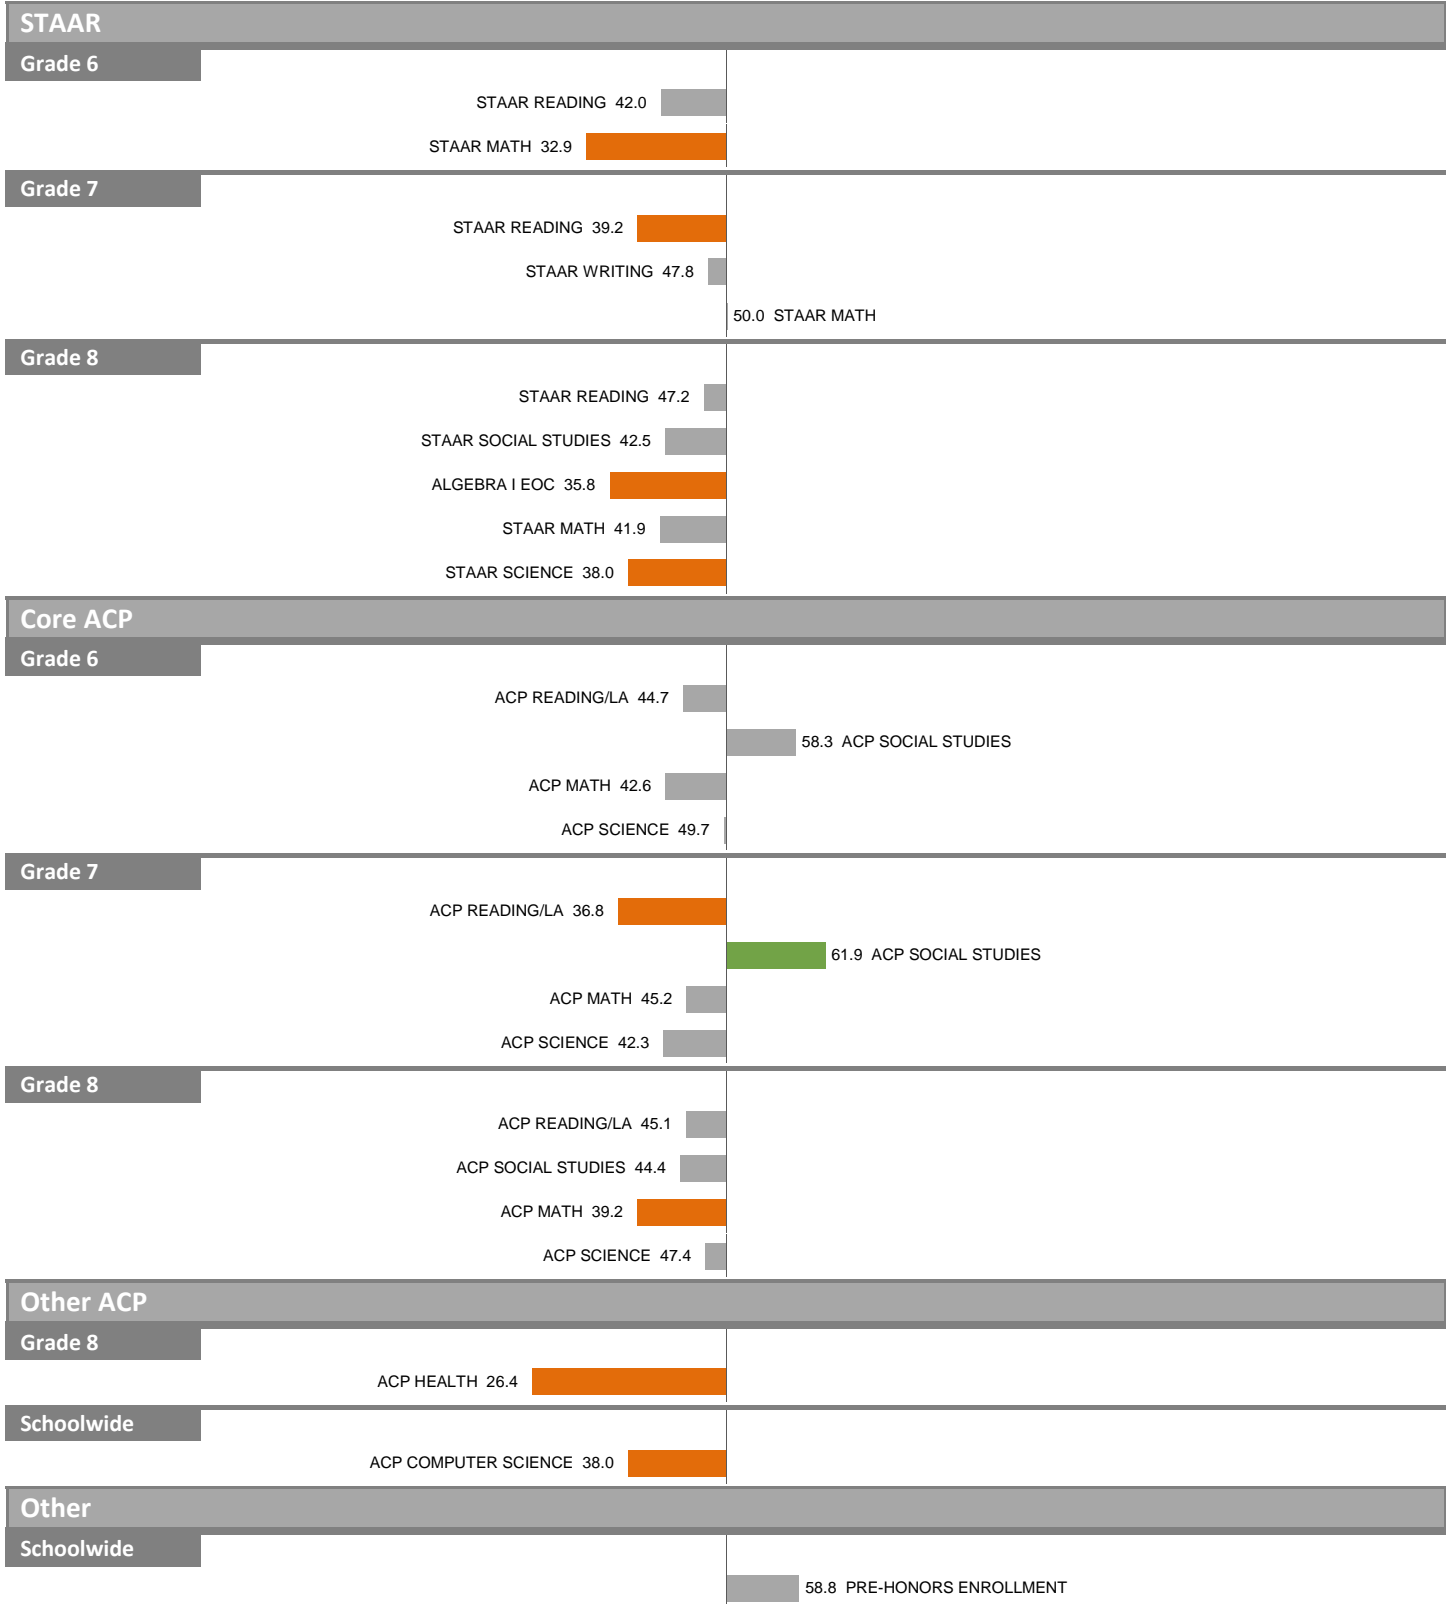 STAAR
Grade 6
STAAR READING 42.0
STAAR MATH 32.9
Grade 7
STAAR READING 39.2
STAAR WRITING 47.8
50.0 STAAR MATH
Grade 8
STAAR READING 47.2
STAAR SOCIAL STUDIES 42.5
ALGEBRA I EOC 35.8
STAAR MATH 41.9
STAAR SCIENCE 38.0
Core ACP
Grade 6
ACP READING/LA 44.7
58.3 ACP SOCIAL STUDIES
ACP MATH 42.6
ACP SCIENCE 49.7
Grade 7
ACP READING/LA 36.8
61.9 ACP SOCIAL STUDIES
ACP MATH 45.2
ACP SCIENCE 42.3
Grade 8
ACP READING/LA 45.1
ACP SOCIAL STUDIES 44.4
ACP MATH 39.2
ACP SCIENCE 47.4
Other ACP
Grade 8
ACP HEALTH 26.4
Schoolwide
ACP COMPUTER SCIENCE 38.0
Other
Schoolwide
58.8 PRE-HONORS ENROLLMENT